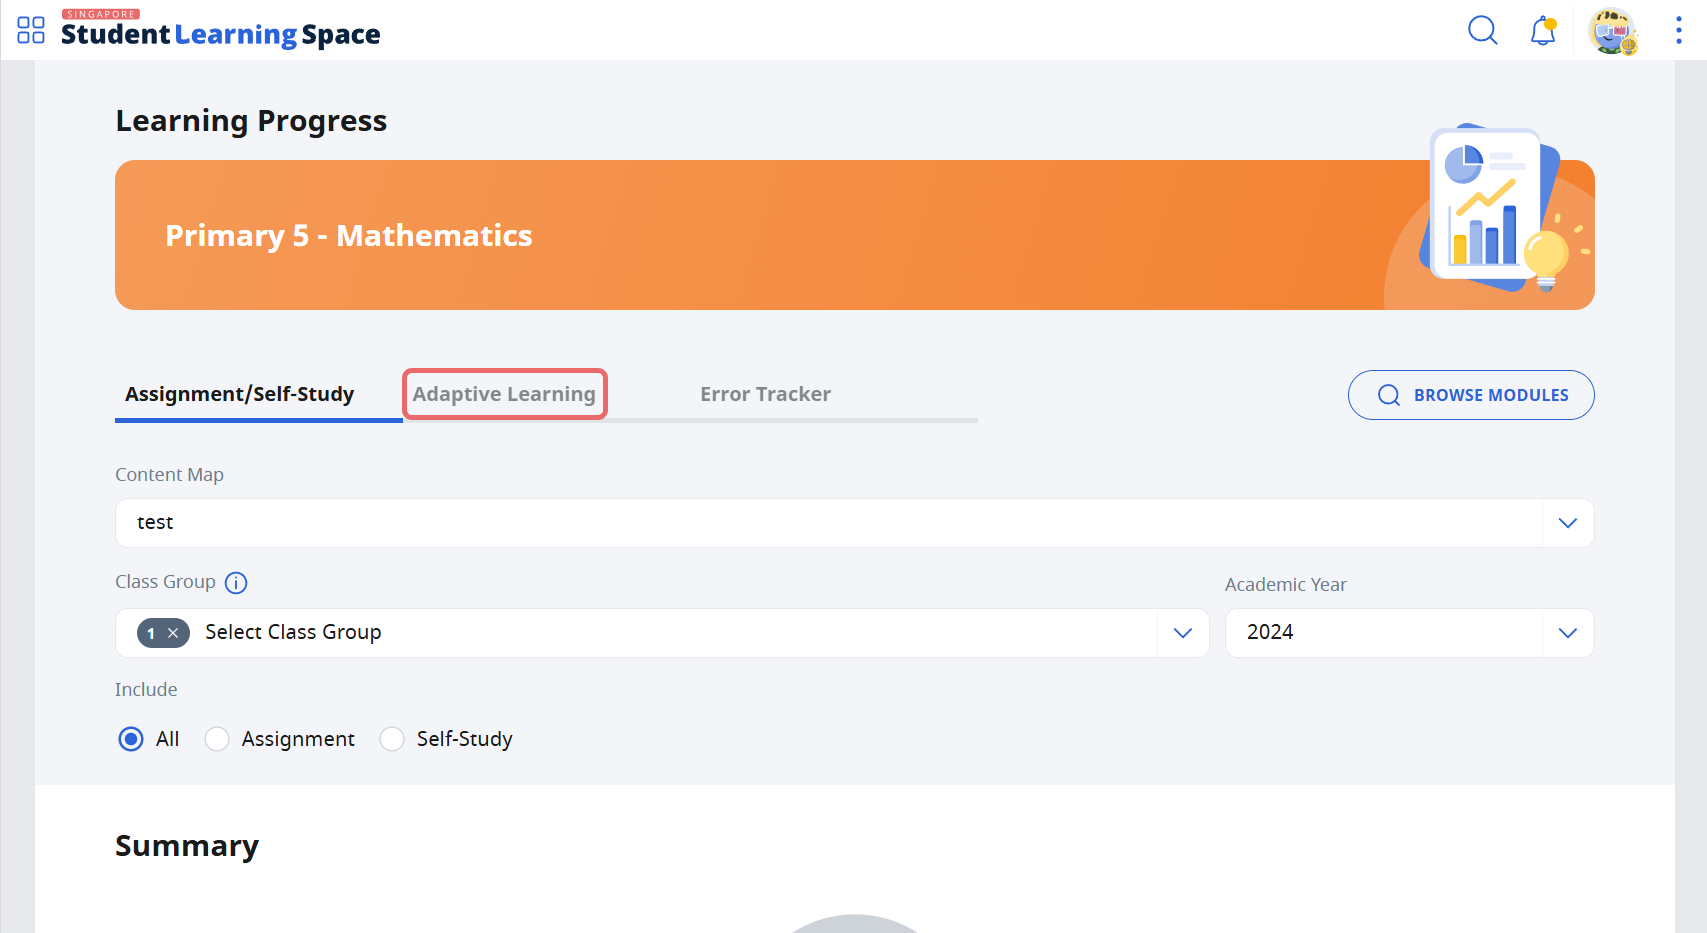 SINGAPORE
Student Learning Space
Learning Progress
Primary 5 - Mathematics
Assignment/Self-Study
Adaptive Learning
Error Tracker
BROWSE MODULES
Content Map
test
Class Group
Academic Year
1 × Select Class Group
2024
Include
All
Assignment
Self-Study
Summary